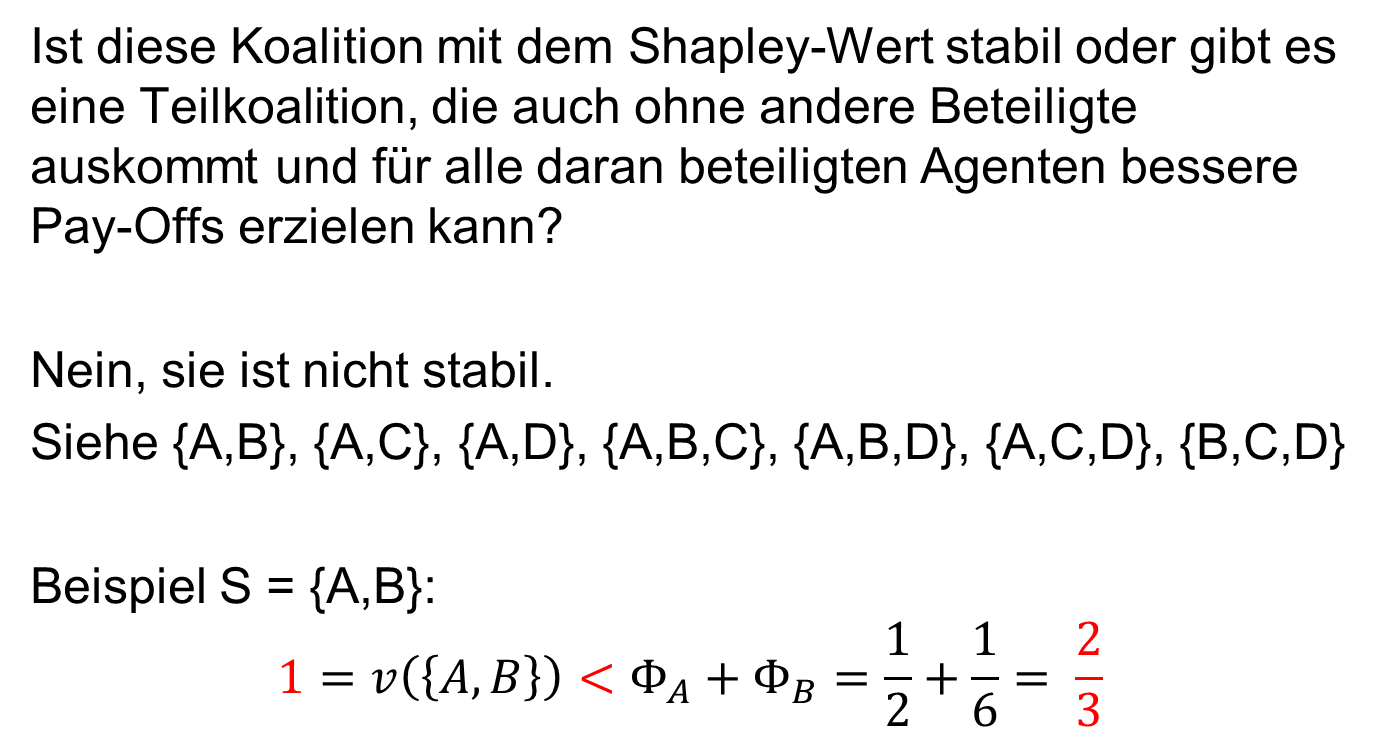 Ist diese Koalition mit dem Shapley-Wert stabil oder gibt es
eine Teilkoalition, die auch ohne andere Beteiligte
auskommt und für alle daran beteiligten Agenten bessere
Pay-Offs erzielen kann?
Nein, sie ist nicht stabil.
Siehe {A,B}, {A,C}, {A,D}, {A,B,C}, {A,B,D}, {A,C,D}, {B,C,D}
Beispiel S = {A,B}:
1 = v({A, B}) < Φ_A + Φ_B = 1/2 + 1/6 = 2/3